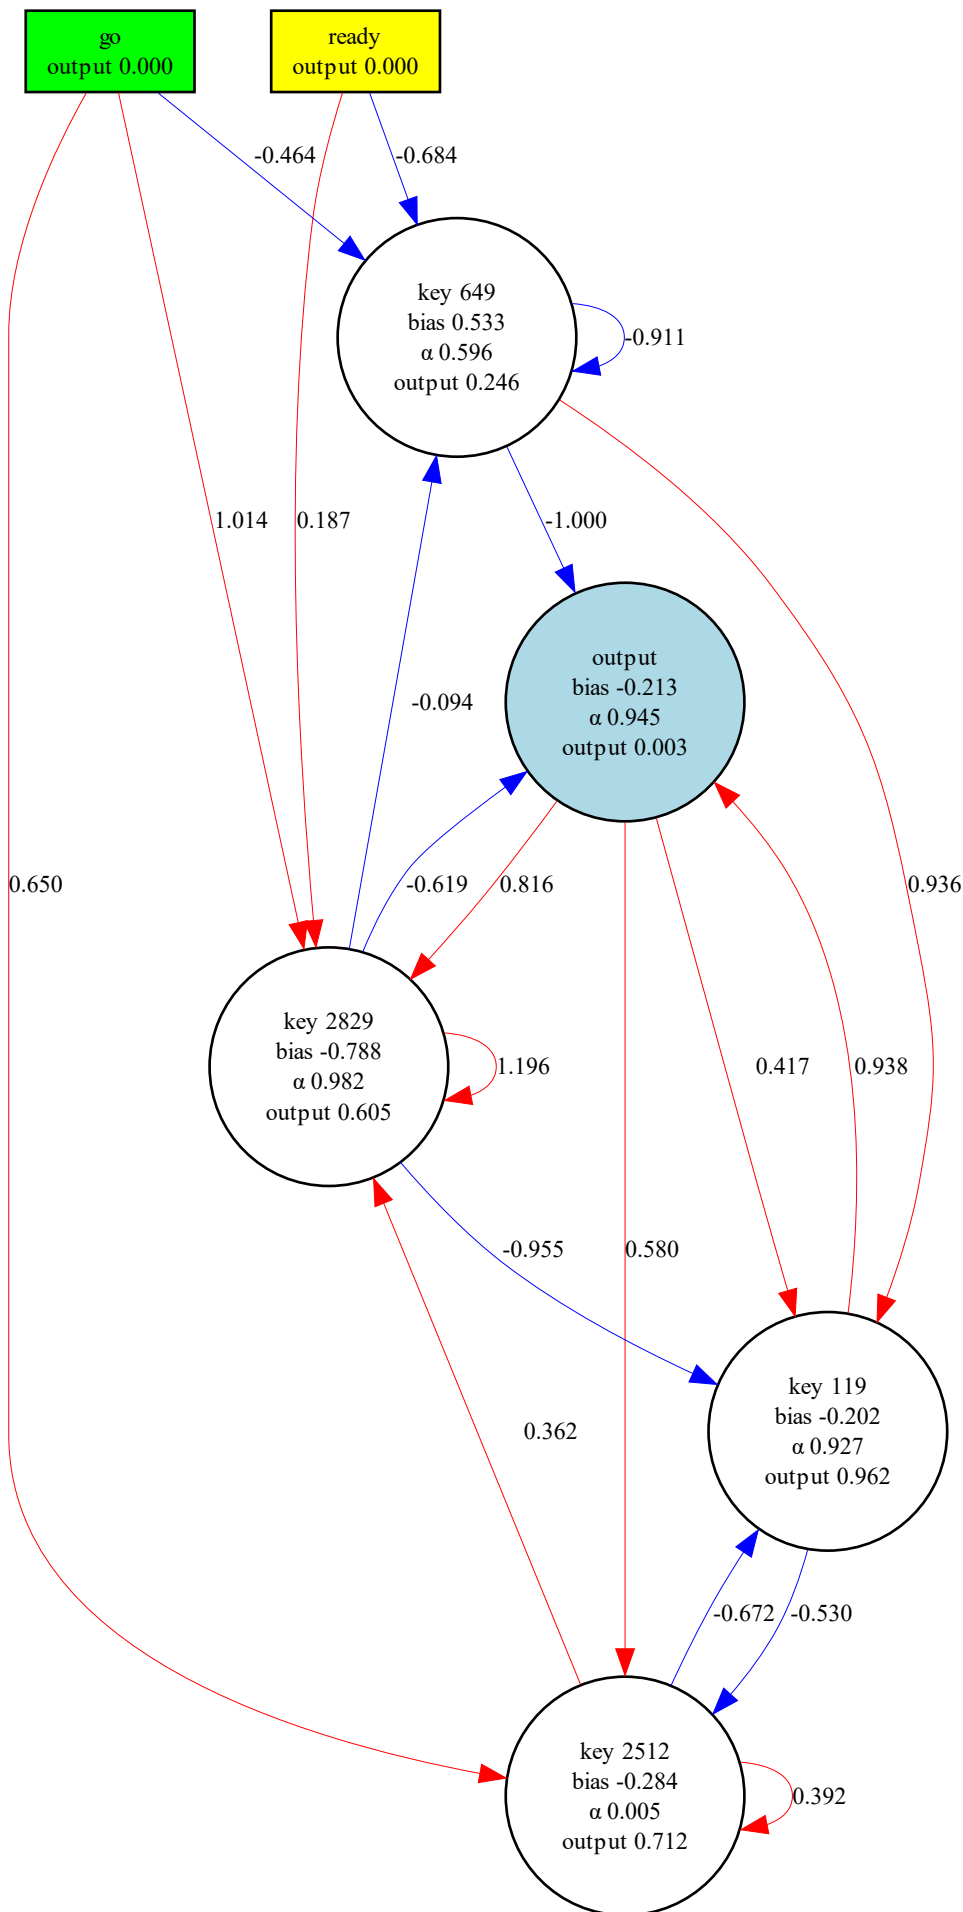 go
output 0.000
ready
output 0.000
-0.464
-0.684
key 649
bias 0.533
α 0.596
output 0.246
-0.911
1.014
0.187
-1.000
output
bias -0.213
α 0.945
output 0.003
-0.094
0.650
-0.619
0.816
0.936
key 2829
bias -0.788
α 0.982
output 0.605
1.196
0.417
0.938
-0.955
0.580
key 119
bias -0.202
α 0.927
output 0.962
0.362
-0.672
-0.530
key 2512
bias -0.284
α 0.005
output 0.712
0.392